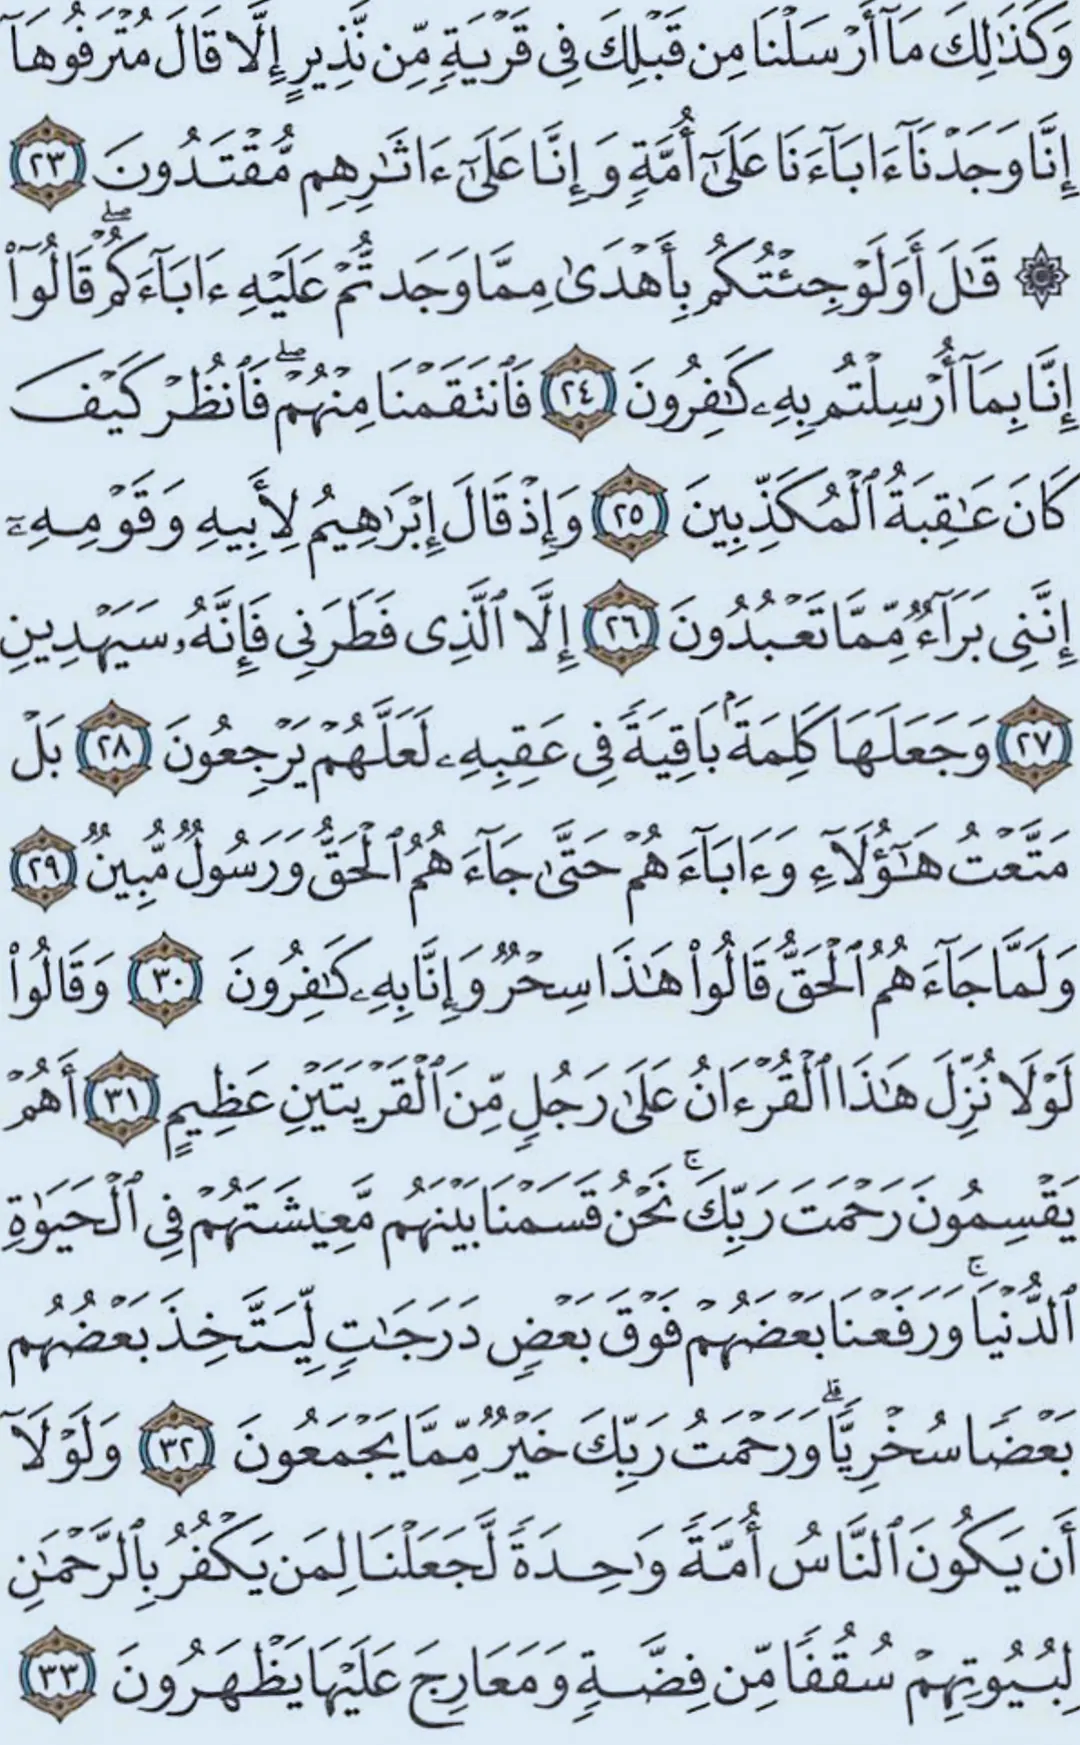 وَكَذَٰلِكَ مَآ أَرْسَلْنَا مِن قَبْلِكَ فِى قَرْيَةٍ مِّن نَّذِيرٍ إِلَّا قَالَ مُتْرَفُوهَآ
إِنَّا وَجَدْنَآ ءَابَآءَنَا عَلَىٰٓ أُمَّةٍ وَإِنَّا عَلَىٰٓ ءَاثَـٰرِهِم مُّقْتَدُونَ ٢٣
۞ قَـٰلَ أَوَلَوْ جِئْتُكُم بِأَهْدَىٰ مِمَّا وَجَدتُّمْ عَلَيْهِ ءَابَآءَكُمْ ۖ قَالُوٓا۟
إِنَّا بِمَآ أُرْسِلْتُم بِهِۦ كَـٰفِرُونَ ٢٤ فَٱنتَقَمْنَا مِنْهُمْ ۖ فَٱنظُرْ كَيْفَ
كَانَ عَـٰقِبَةُ ٱلْمُكَذِّبِينَ ٢٥ وَإِذْ قَالَ إِبْرَٰهِيمُ لِأَبِيهِ وَقَوْمِهِۦٓ
إِنَّنِى بَرَآءٌ مِّمَّا تَعْبُدُونَ ٢٦ إِلَّا ٱلَّذِى فَطَرَنِى فَإِنَّهُۥ سَيَهْدِينِ
٢٧ وَجَعَلَهَا كَلِمَةًۢ بَاقِيَةً فِى عَقِبِهِۦ لَعَلَّهُمْ يَرْجِعُونَ ٢٨ بَلْ
مَتَّعْتُ هَـٰٓؤُلَآءِ وَءَابَآءَهُمْ حَتَّىٰ جَآءَهُمُ ٱلْحَقُّ وَرَسُولٌ مُّبِينٌ ٢٩
وَلَمَّا جَآءَهُمُ ٱلْحَقُّ قَالُوا۟ هَـٰذَا سِحْرٌ وَإِنَّا بِهِۦ كَـٰفِرُونَ ٣٠ وَقَالُوا۟
لَوْلَا نُزِّلَ هَـٰذَا ٱلْقُرْءَانُ عَلَىٰ رَجُلٍ مِّنَ ٱلْقَرْيَتَيْنِ عَظِيمٍ ٣١ أَهُمْ
يَقْسِمُونَ رَحْمَتَ رَبِّكَ ۚ نَحْنُ قَسَمْنَا بَيْنَهُم مَّعِيشَتَهُمْ فِى ٱلْحَيَوٰةِ
ٱلدُّنْيَا ۚ وَرَفَعْنَا بَعْضَهُمْ فَوْقَ بَعْضٍ دَرَجَـٰتٍ لِّيَتَّخِذَ بَعْضُهُم
بَعْضًا سُخْرِيًّا ۗ وَرَحْمَتُ رَبِّكَ خَيْرٌ مِّمَّا يَجْمَعُونَ ٣٢ وَلَوْلَآ
أَن يَكُونَ ٱلنَّاسُ أُمَّةً وَٰحِدَةً لَّجَعَلْنَا لِمَن يَكْفُرُ بِٱلرَّحْمَـٰنِ
لِبُيُوتِهِمْ سُقُفًا مِّن فِضَّةٍ وَمَعَارِجَ عَلَيْهَا يَظْهَرُونَ ٣٣